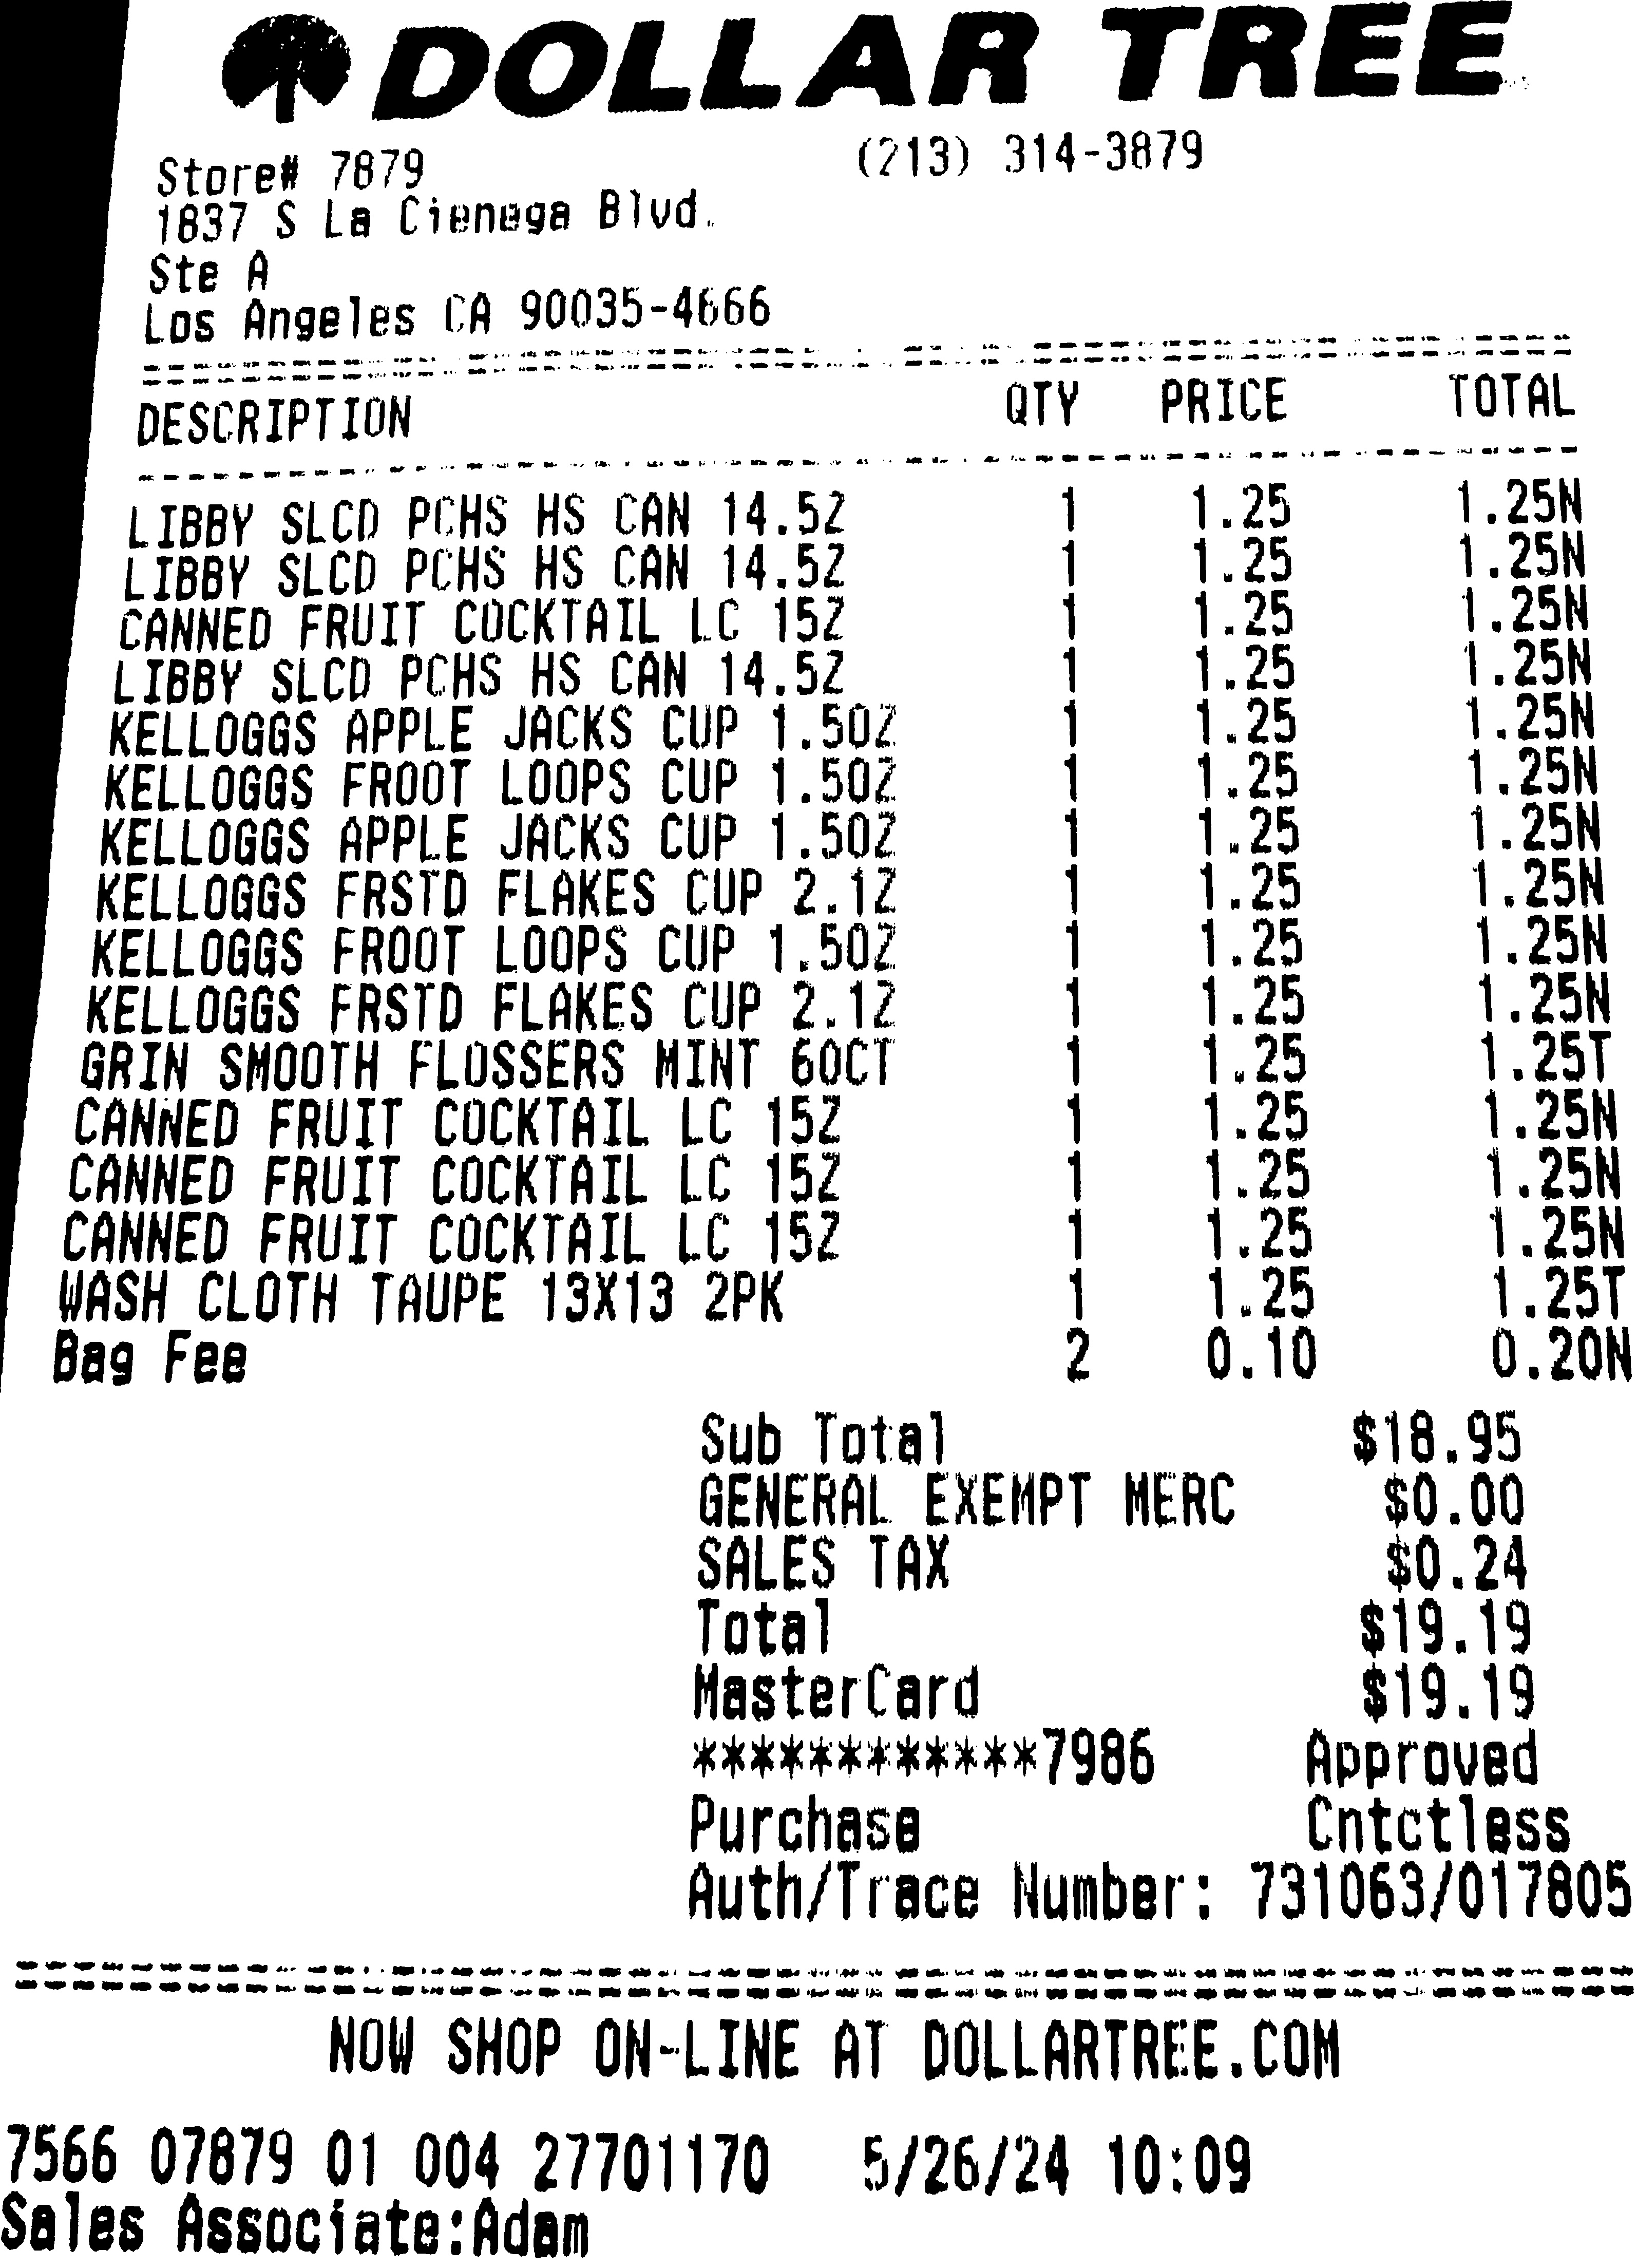 DOLLAR TREE
Store# 7879 (213) 314-3879
1837 S La Cienega Blvd.
Ste A
Los Angeles CA 90035-4666
DESCRIPTION QTY PRICE TOTAL
LIBBY SLCD PCHS HS CAN 14.5Z 1 1.25 1.25N
LIBBY SLCD PCHS HS CAN 14.5Z 1 1.25 1.25N
CANNED FRUIT COCKTAIL LC 15Z 1 1.25 1.25N
LIBBY SLCD PCHS HS CAN 14.5Z 1 1.25 1.25N
KELLOGGS APPLE JACKS CUP 1.5OZ 1 1.25 1.25N
KELLOGGS FROOT LOOPS CUP 1.5OZ 1 1.25 1.25N
KELLOGGS APPLE JACKS CUP 1.5OZ 1 1.25 1.25N
KELLOGGS FRSTD FLAKES CUP 2.1Z 1 1.25 1.25N
KELLOGGS FROOT LOOPS CUP 1.5OZ 1 1.25 1.25N
KELLOGGS FRSTD FLAKES CUP 2.1Z 1 1.25 1.25N
GRIN SMOOTH FLOSSERS MINT 60CT 1 1.25 1.25T
CANNED FRUIT COCKTAIL LC 15Z 1 1.25 1.25N
CANNED FRUIT COCKTAIL LC 15Z 1 1.25 1.25N
CANNED FRUIT COCKTAIL LC 15Z 1 1.25 1.25N
WASH CLOTH TAUPE 13X13 2PK 1 1.25 1.25T
Bag Fee 2 0.10 0.20N
Sub Total $18.95
GENERAL EXEMPT MERC $0.00
SALES TAX $0.24
Total $19.19
MasterCard $19.19
************7986 Approved
Purchase Cntctless
Auth/Trace Number: 731063/017805
NOW SHOP ON-LINE AT DOLLARTREE.COM
7566 07879 01 004 27701170 5/26/24 10:09
Sales Associate:Adam